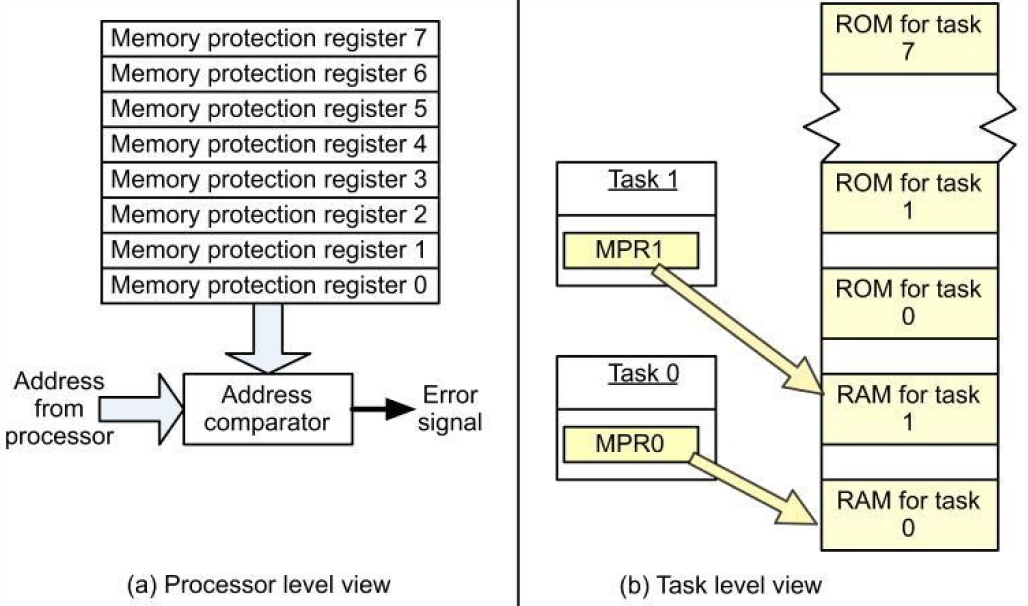 Memory protection register 7
Memory protection register 6
Memory protection register 5
Memory protection register 4
Memory protection register 3
Memory protection register 2
Memory protection register 1
Memory protection register 0
Address
from
processor
Address
comparator
Error
signal
(a) Processor level view
Task 1
MPR1
Task 0
MPR0
ROM for task
7
ROM for task
1
ROM for task
0
RAM for task
1
RAM for task
0
(b) Task level view